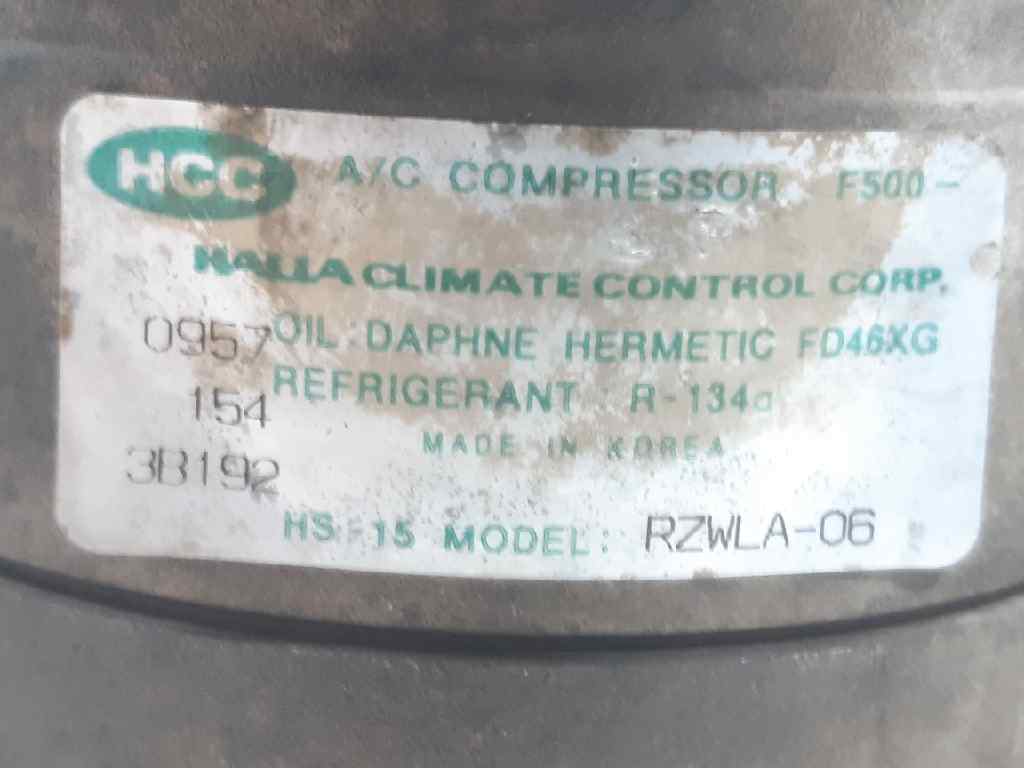 HCC A/C COMPRESSOR F500-
HALLA CLIMATE CONTROL CORP.
0957 OIL: DAPHNE HERMETIC FD46XG
154 REFRIGERANT : R-134a
MADE IN KOREA
3B192
HS-15 MODEL: RZWLA-06